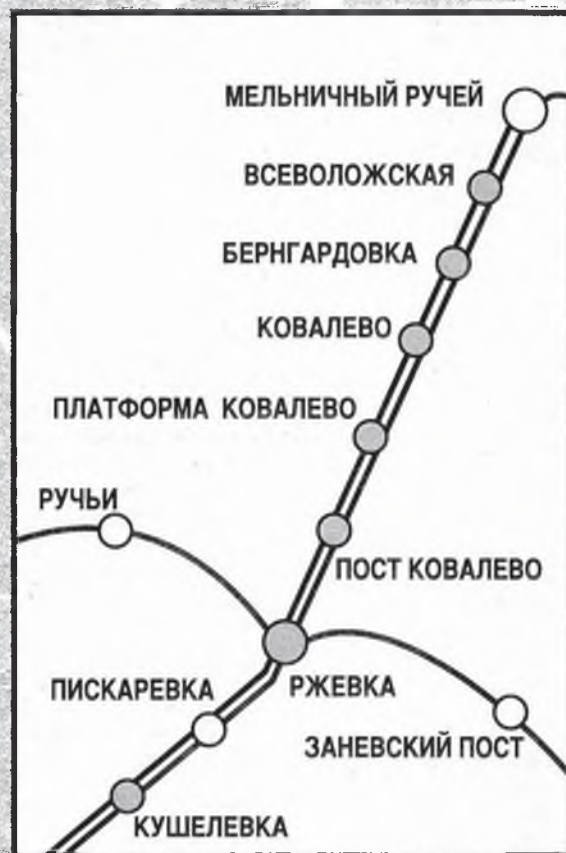 МЕЛЬНИЧНЫЙ РУЧЕЙ
ВСЕВОЛОЖСКАЯ
БЕРНГАРДОВКА
КОВАЛЕВО
ПЛАТФОРМА КОВАЛЕВО
РУЧЬИ
ПОСТ КОВАЛЕВО
ПИСКАРЕВКА
РЖЕВКА
ЗАНЕВСКИЙ ПОСТ
КУШЕЛЕВКА